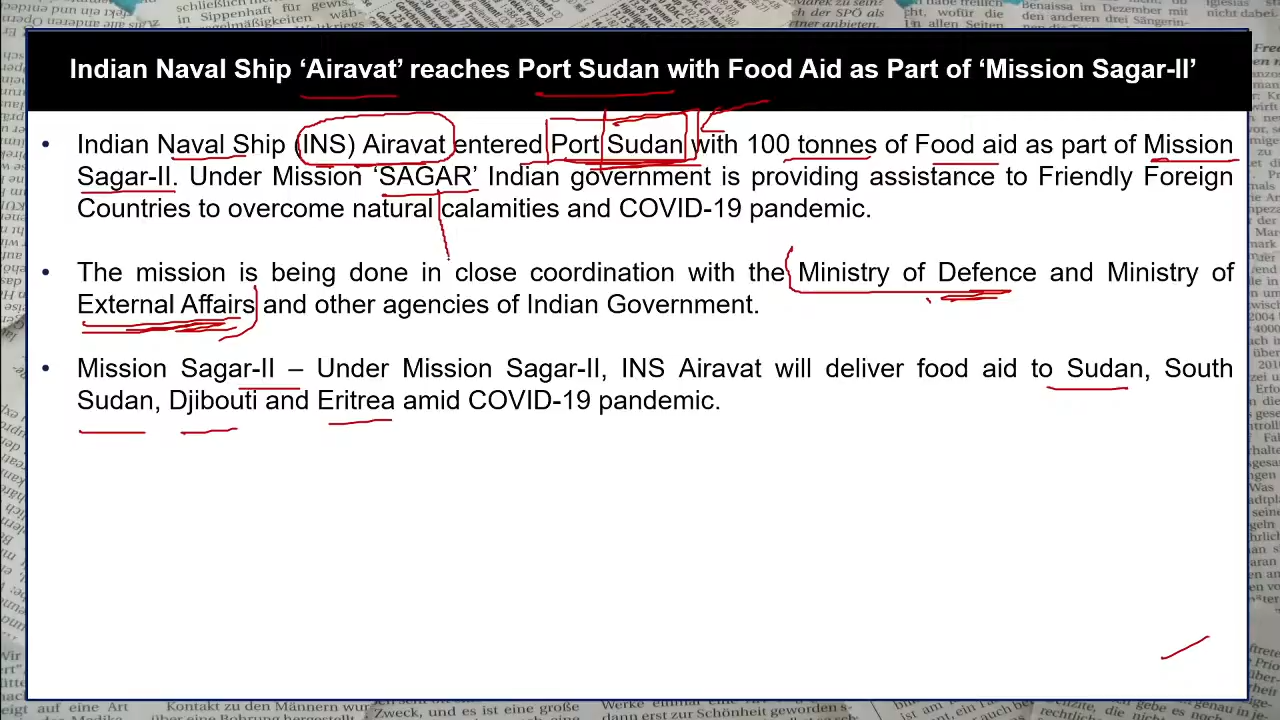 Indian Naval Ship ‘Airavat’ reaches Port Sudan with Food Aid as Part of ‘Mission Sagar-II’
• Indian Naval Ship (INS) Airavat entered Port Sudan with 100 tonnes of Food aid as part of Mission
Sagar-II. Under Mission ‘SAGAR’ Indian government is providing assistance to Friendly Foreign
Countries to overcome natural calamities and COVID-19 pandemic.
• The mission is being done in close coordination with the Ministry of Defence and Ministry of
External Affairs and other agencies of Indian Government.
• Mission Sagar-II – Under Mission Sagar-II, INS Airavat will deliver food aid to Sudan, South
Sudan, Djibouti and Eritrea amid COVID-19 pandemic.